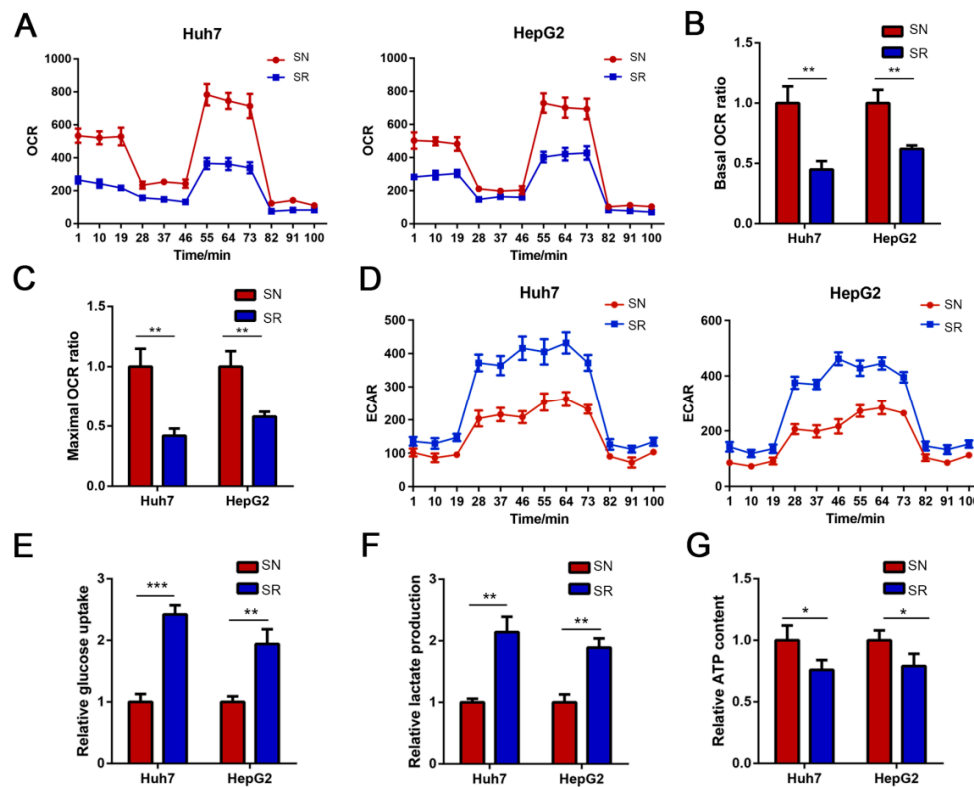 A
Huh7
SN
SR
OCR
1000
800
600
400
200
0
1 10 19 28 37 46 55 64 73 82 91 100
Time/min
HepG2
SN
SR
OCR
1000
800
600
400
200
0
1 10 19 28 37 46 55 64 73 82 91 100
Time/min
B
SN
SR
Basal OCR ratio
1.5
1.0
0.5
0.0
** **
Huh7 HepG2
C
SN
SR
Maximal OCR ratio
1.5
1.0
0.5
0.0
** **
Huh7 HepG2
D
Huh7
SN
SR
ECAR
500
400
300
200
100
0
1 10 19 28 37 46 55 64 73 82 91 100
Time/min
HepG2
SN
SR
ECAR
600
400
200
0
1 10 19 28 37 46 55 64 73 82 91 100
Time/min
E
SN
SR
Relative glucose uptake
3
2
1
0
*** **
Huh7 HepG2
F
SN
SR
Relative lactate production
3
2
1
0
** **
Huh7 HepG2
G
SN
SR
Relative ATP content
1.5
1.0
0.5
0.0
* *
Huh7 HepG2